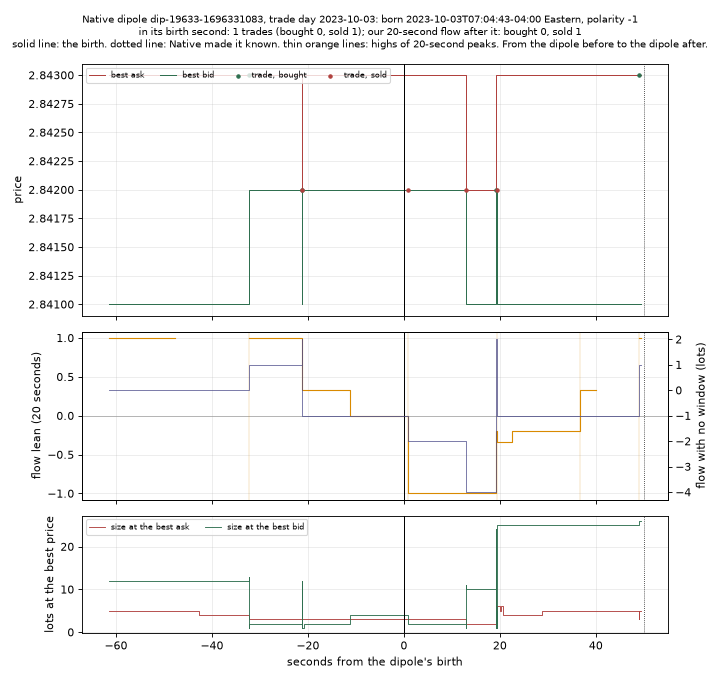 Native dipole dip-19633-1696331083, trade day 2023-10-03: born 2023-10-03T07:04:43-04:00 Eastern, polarity -1
in its birth second: 1 trades (bought 0, sold 1); our 20-second flow after it: bought 0, sold 1
solid line: the birth. dotted line: Native made it known. thin orange lines: highs of 20-second peaks. From the dipole before to the dipole after.
best ask best bid trade, bought trade, sold
2.84300
2.84275
2.84250
2.84225
2.84200
2.84175
2.84150
2.84125
2.84100
price
1.0
0.5
0.0
−0.5
−1.0
flow lean (20 seconds)
2
1
0
−1
−2
−3
−4
flow with no window (lots)
size at the best ask size at the best bid
20
10
0
lots at the best price
−60 −40 −20 0 20 40
seconds from the dipole's birth